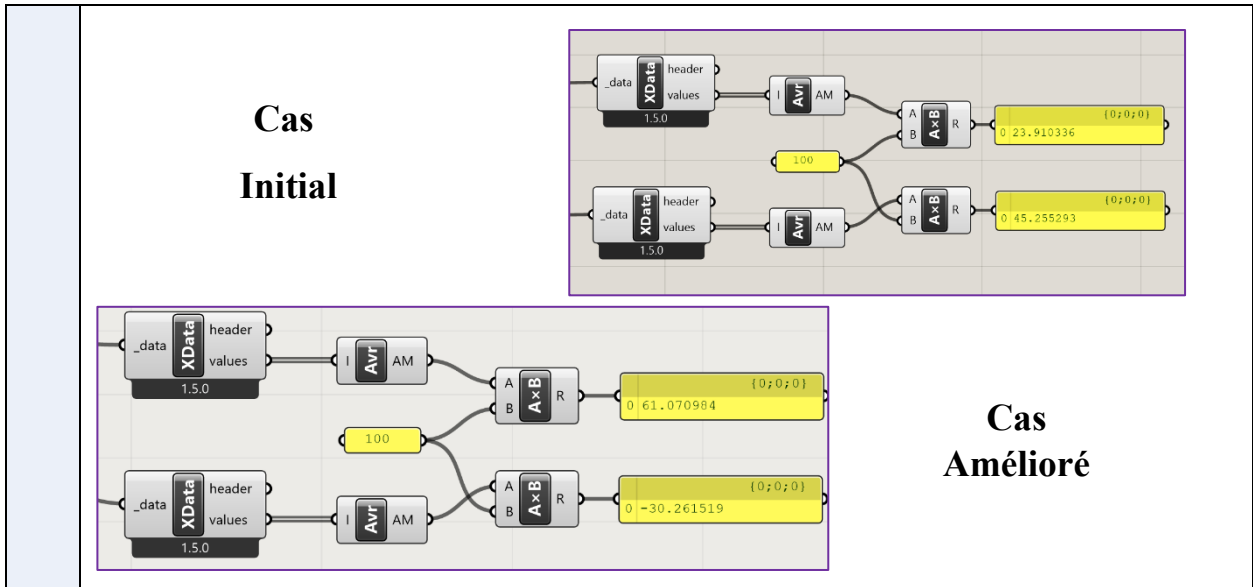 Cas
Initial
_data
XData
header
values
1.5.0
I
Avr
AM
A
B
A×B
R
{0;0;0}
0 23.910336
100
_data
XData
header
values
1.5.0
I
Avr
AM
A
B
A×B
R
{0;0;0}
0 45.255293
_data
XData
header
values
1.5.0
I
Avr
AM
A
B
A×B
R
{0;0;0}
0 61.070984
100
_data
XData
header
values
1.5.0
I
Avr
AM
A
B
A×B
R
{0;0;0}
0 -30.261519
Cas
Amélioré